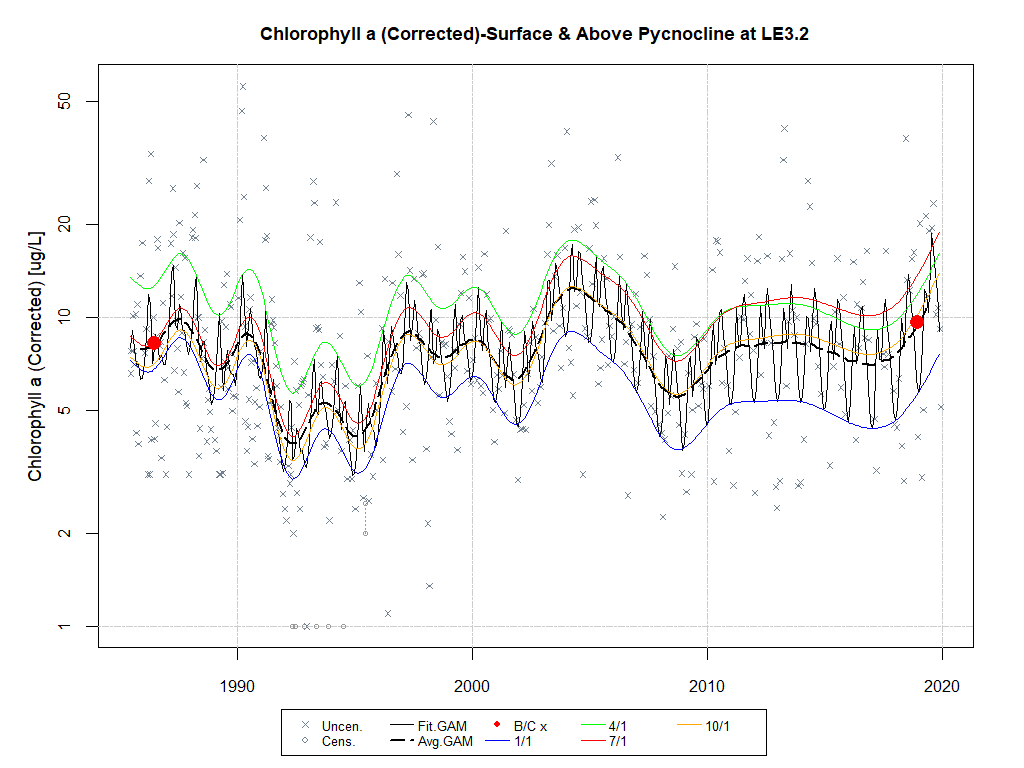 Chlorophyll a (Corrected)-Surface & Above Pycnocline at LE3.2
Chlorophyll a (Corrected) [ug/L]
50
20
10
5
2
1
1990 2000 2010 2020
Uncen. Fit.GAM B/C x 4/1 10/1
Cens. Avg.GAM 1/1 7/1